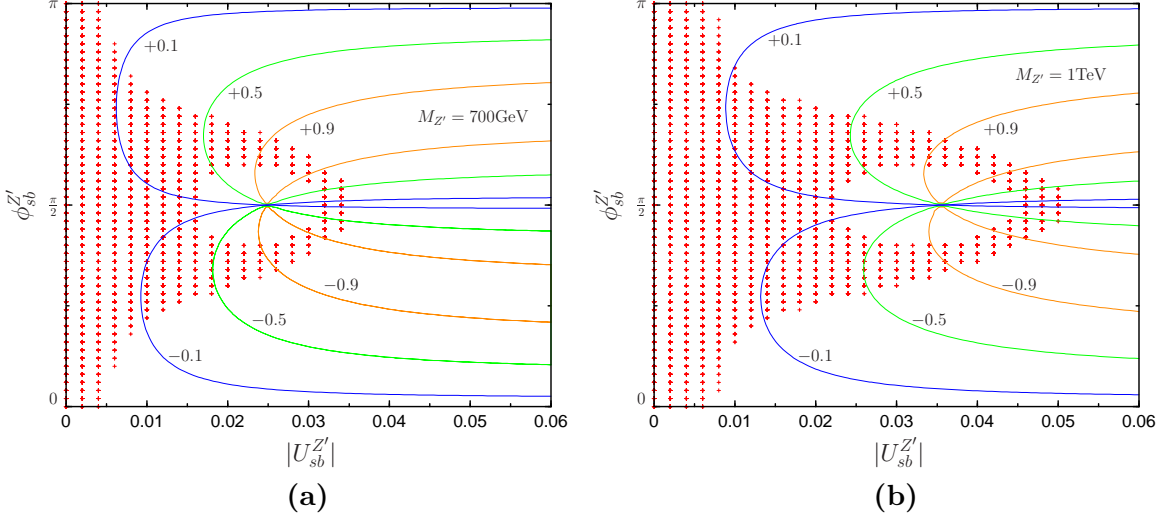 π
π/2
0
ϕ_{sb}^{Z'}
+0.1
+0.5
+0.9
M_{Z'} = 700GeV
−0.9
−0.5
−0.1
0 0.01 0.02 0.03 0.04 0.05 0.06
|U_{sb}^{Z'}|
(a)
π
π/2
0
ϕ_{sb}^{Z'}
+0.1
M_{Z'} = 1TeV
+0.5
+0.9
−0.9
−0.5
−0.1
0 0.01 0.02 0.03 0.04 0.05 0.06
|U_{sb}^{Z'}|
(b)